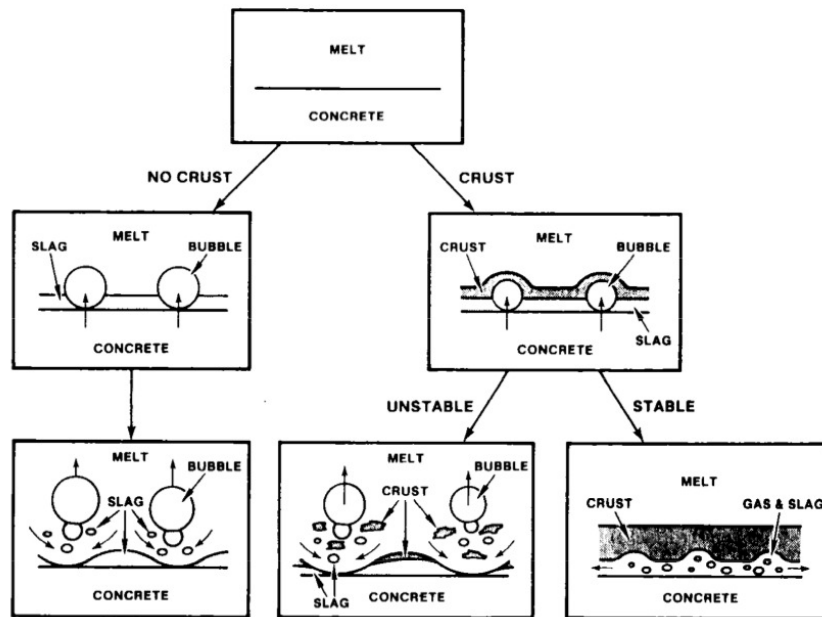 MELT
CONCRETE
NO CRUST
CRUST
MELT
SLAG
BUBBLE
CONCRETE
MELT
CRUST
BUBBLE
SLAG
CONCRETE
UNSTABLE
STABLE
MELT
BUBBLE
SLAG
CONCRETE
MELT
BUBBLE
CRUST
SLAG
CONCRETE
MELT
CRUST
GAS & SLAG
CONCRETE